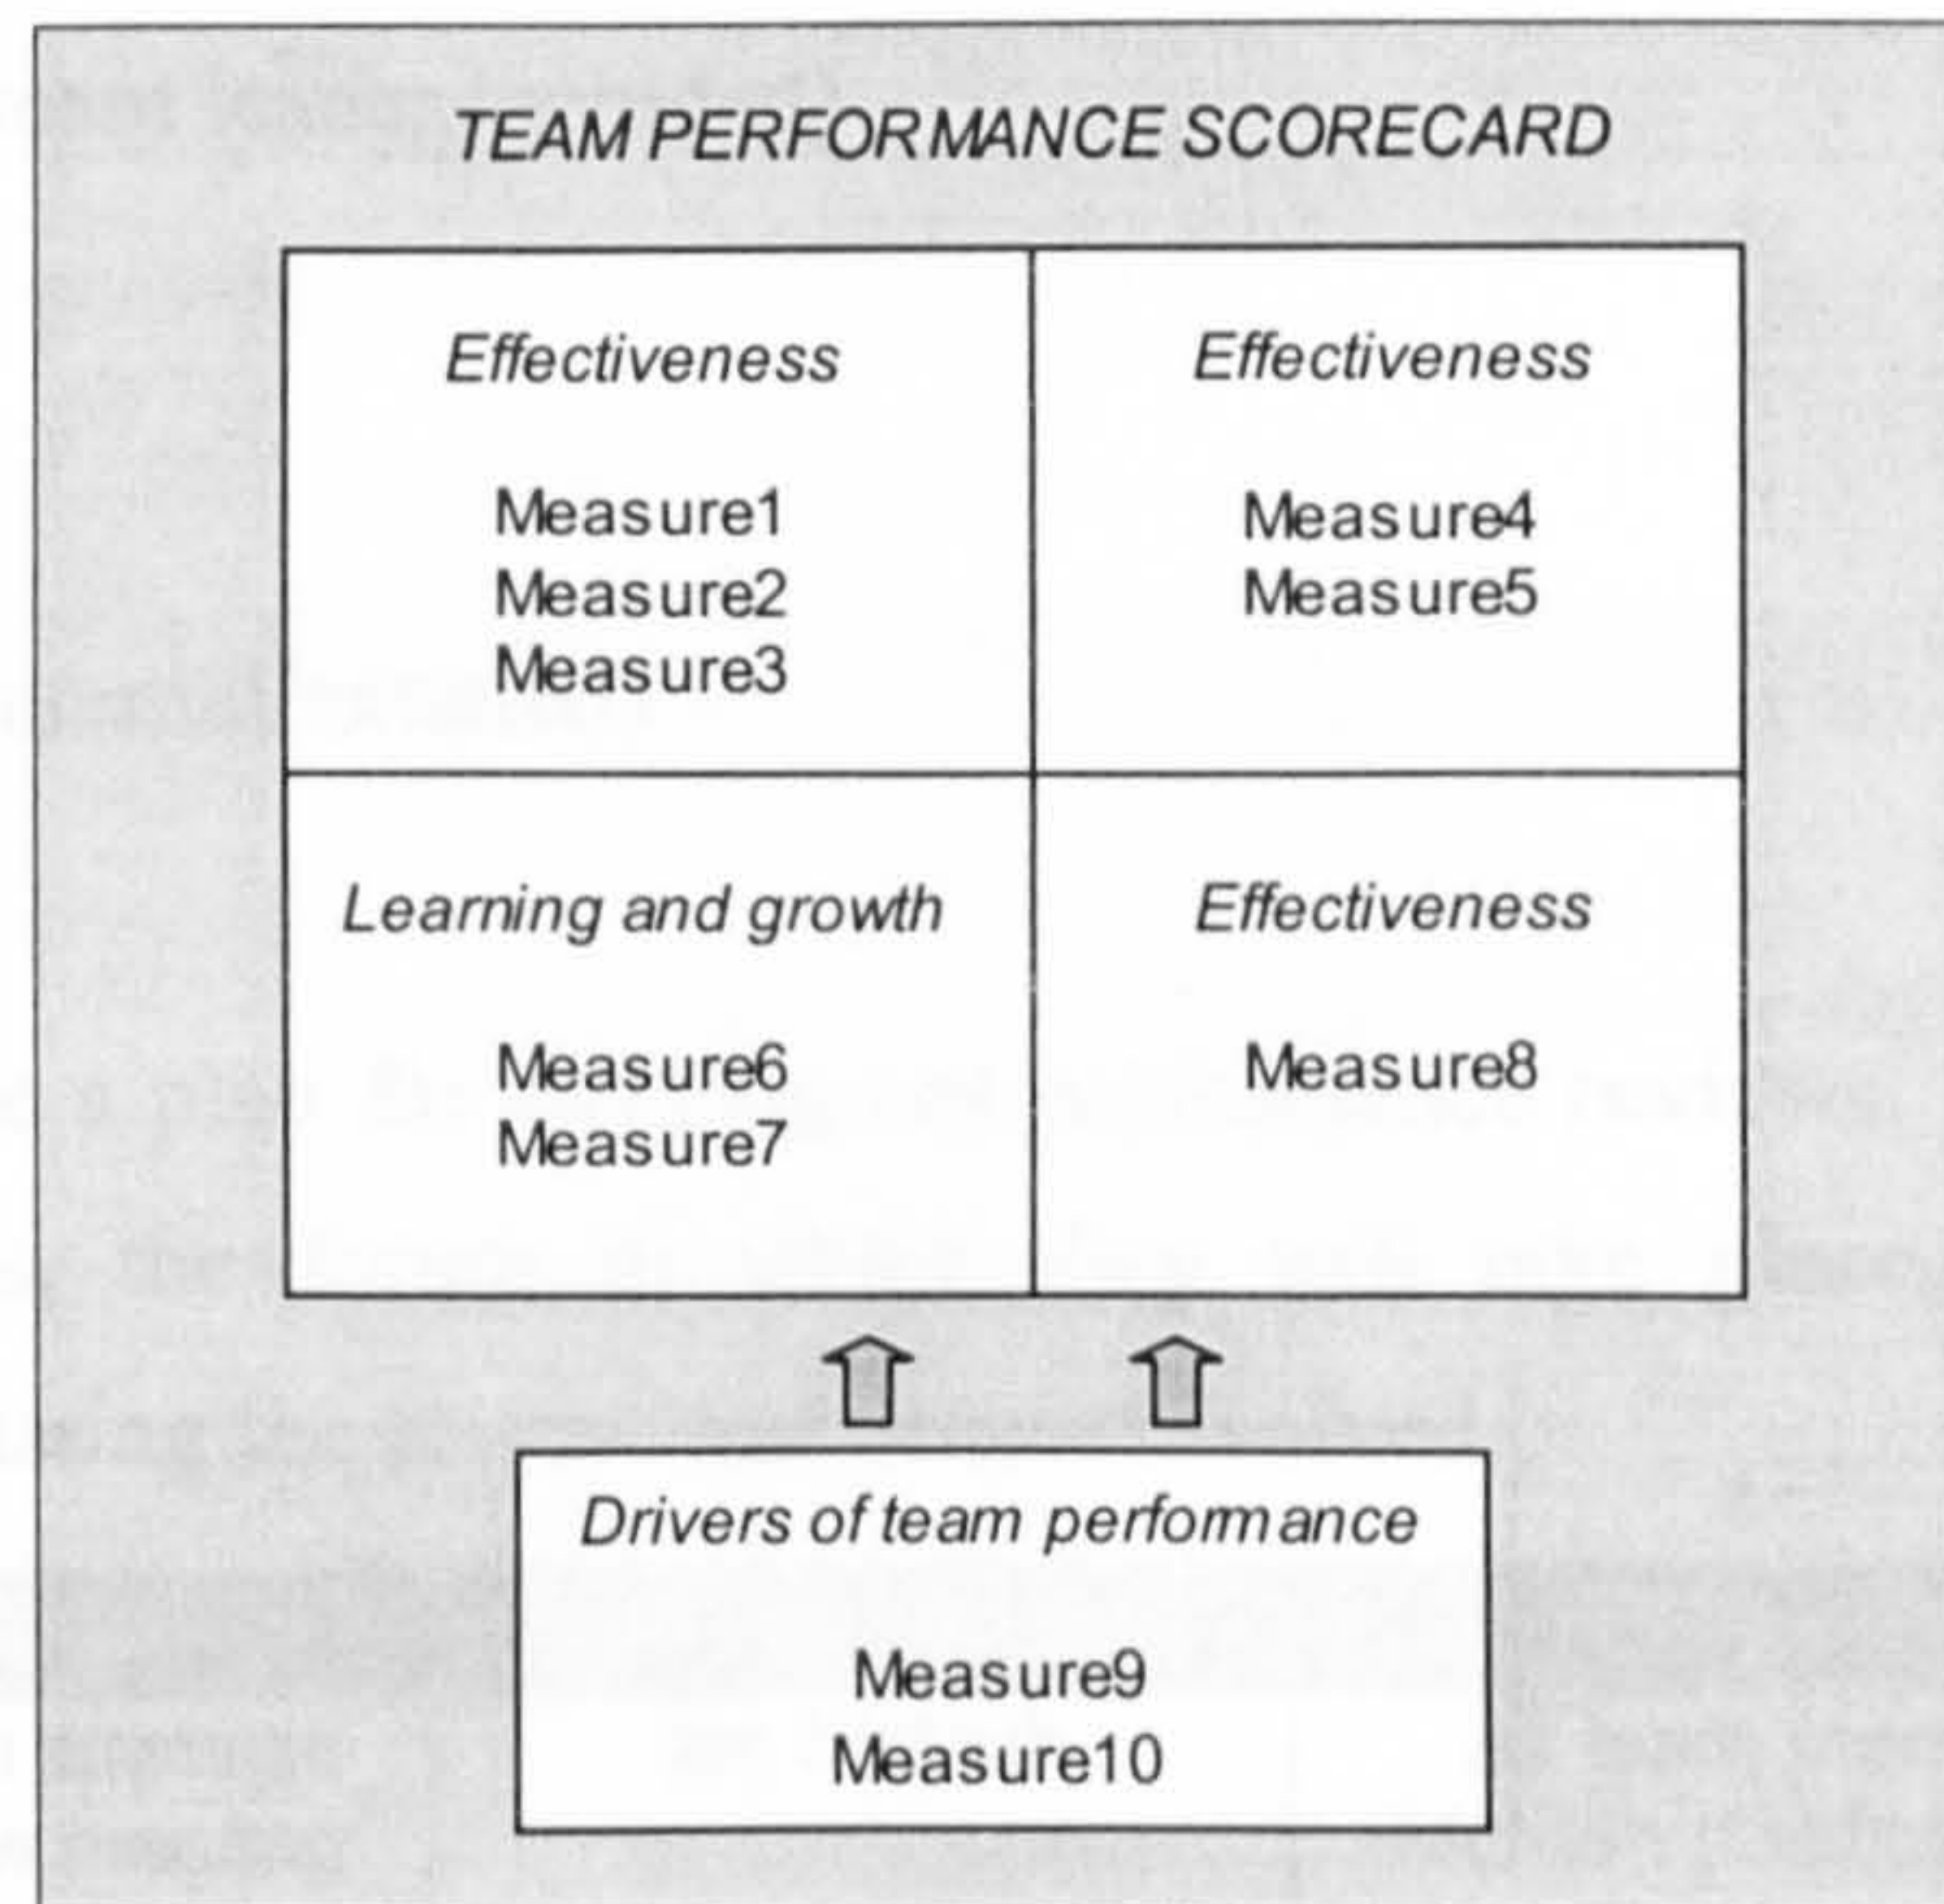 TEAM PERFORMANCE SCORECARD
Effectiveness
Measure1
Measure2
Measure3
Effectiveness
Measure4
Measure5
Learning and growth
Measure6
Measure7
Effectiveness
Measure8
Drivers of team performance
Measure9
Measure10